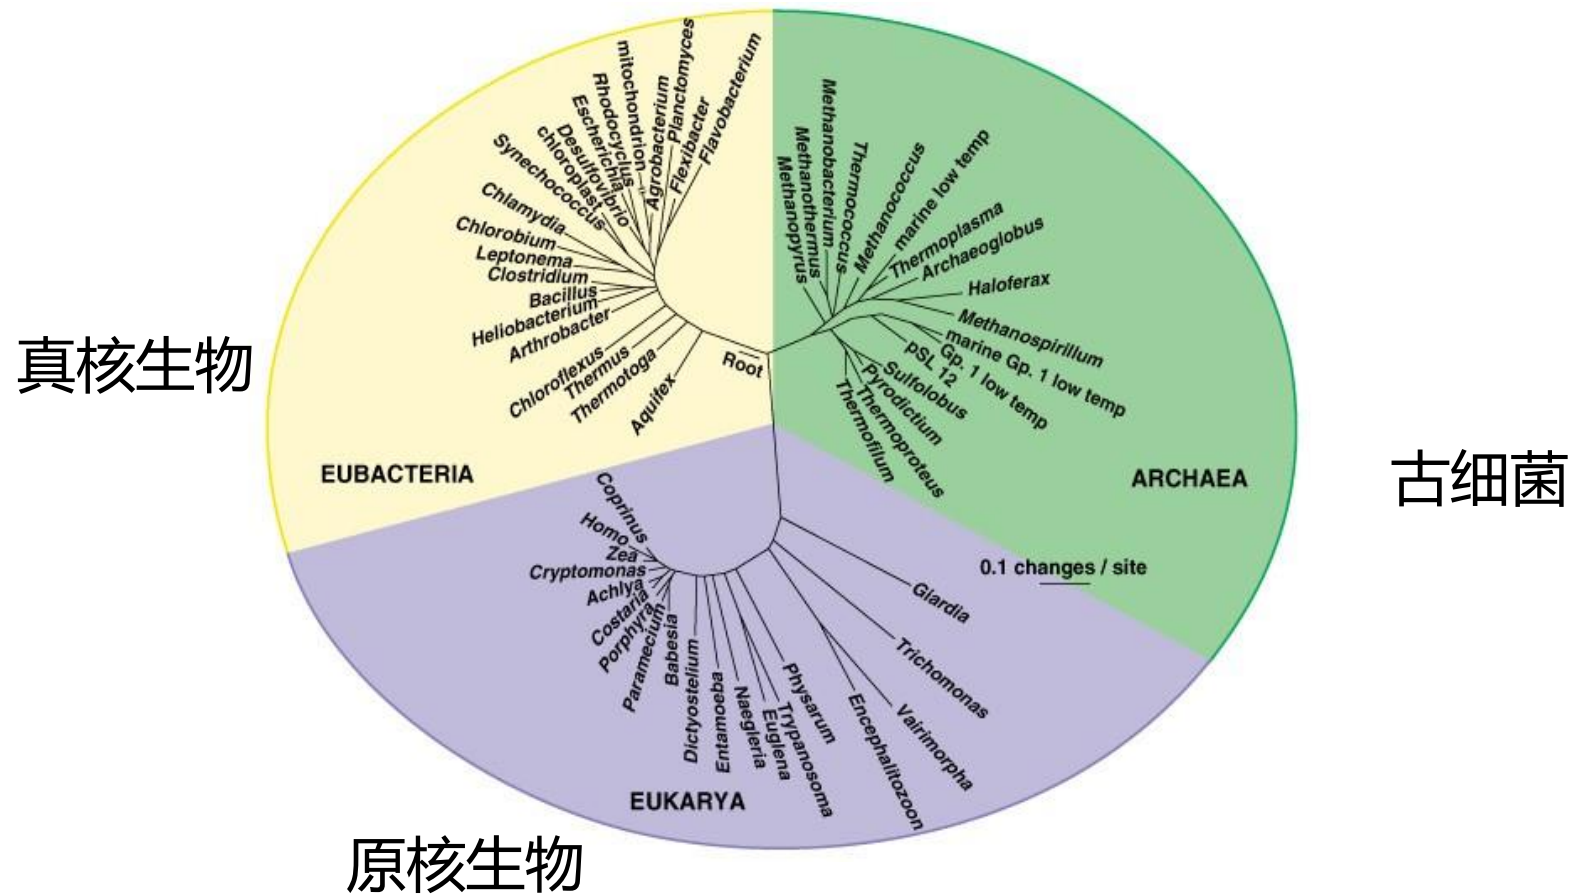 mitochondrion
Planctomyces
Flavobacterium
Rhodocyclus
Agrobacterium
Flexibacter
Escherichia
Desulfovibrio
chloroplast
Synechococcus
Chlamydia
Chlorobium
Leptonema
Clostridium
Bacillus
Heliobacterium
Arthrobacter
Chloroflexus
Thermus
Thermotoga
Aquifex
Root
EUBACTERIA
真核生物
Methanopyrus
Methanothermus
Methanobacterium
Thermococcus
Methanococcus
marine low temp
Thermoplasma
Archaeoglobus
Haloferax
Methanospirillum
marine Gp. 1 low temp
Gp. 1 low temp
pSL 12
Sulfolobus
Pyrodictium
Thermoproteus
Thermofilum
ARCHAEA
古细菌
0.1 changes / site
Coprinus
Homo
Zea
Cryptomonas
Achlya
Costaria
Porphyra
Paramecium
Babesia
Dictyostelium
Entamoeba
Naegleria
Euglena
Trypanosoma
Physarum
Encephalitozoon
Vairimorpha
Trichomonas
Giardia
EUKARYA
原核生物